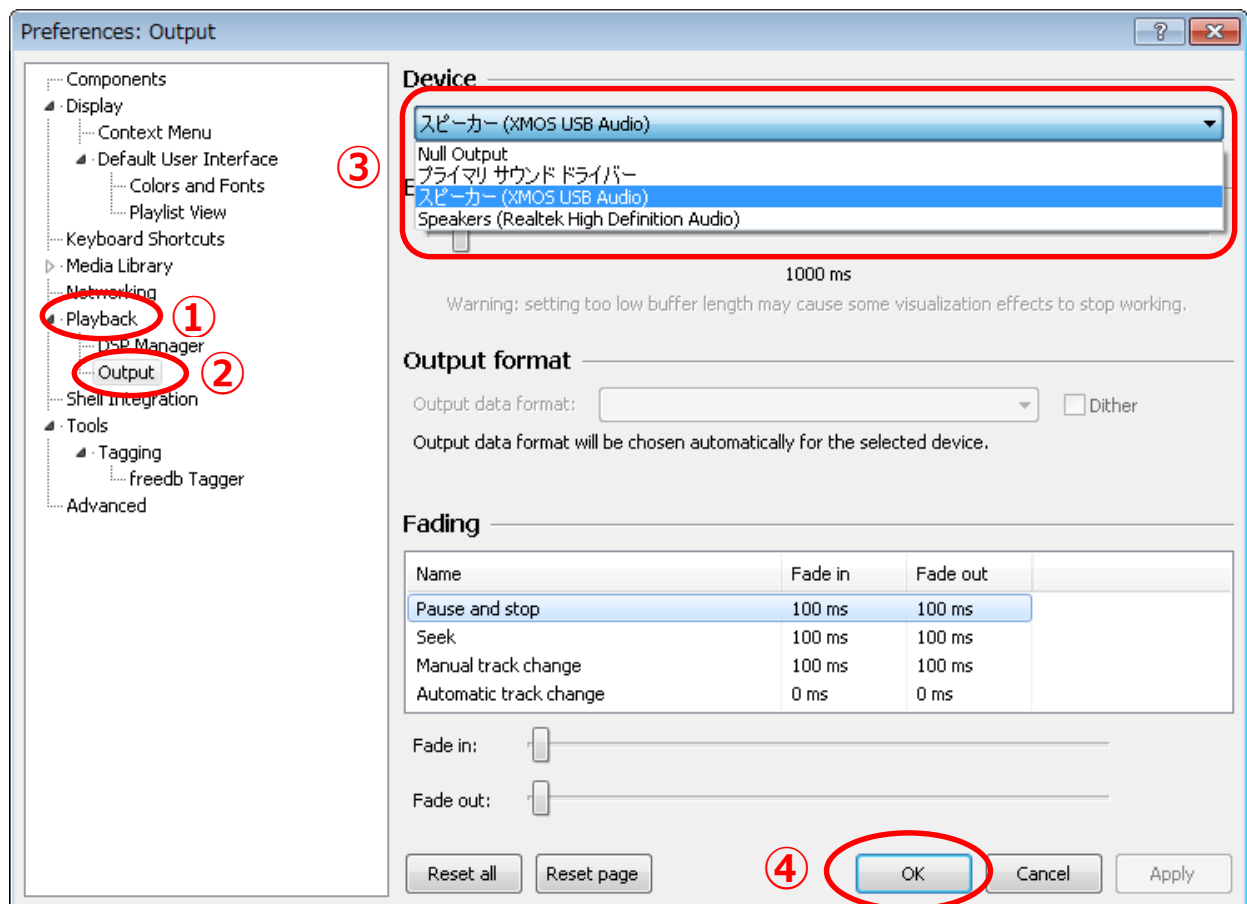 Preferences: Output
Components
Display
Context Menu
Default User Interface
Colors and Fonts
Playlist View
Keyboard Shortcuts
Media Library
Networking
Playback
①
DSP Manager
Output
②
Shell Integration
Tools
Tagging
freedb Tagger
Advanced
Device
③
スピーカー (XMOS USB Audio)
Null Output
プライマリ サウンド ドライバー
スピーカー (XMOS USB Audio)
Speakers (Realtek High Definition Audio)
1000 ms
Warning: setting too low buffer length may cause some visualization effects to stop working.
Output format
Output data format:
Dither
Output data format will be chosen automatically for the selected device.
Fading
Name Fade in Fade out
Pause and stop 100 ms 100 ms
Seek 100 ms 100 ms
Manual track change 100 ms 100 ms
Automatic track change 0 ms 0 ms
Fade in:
Fade out:
Reset all Reset page ④ OK Cancel Apply